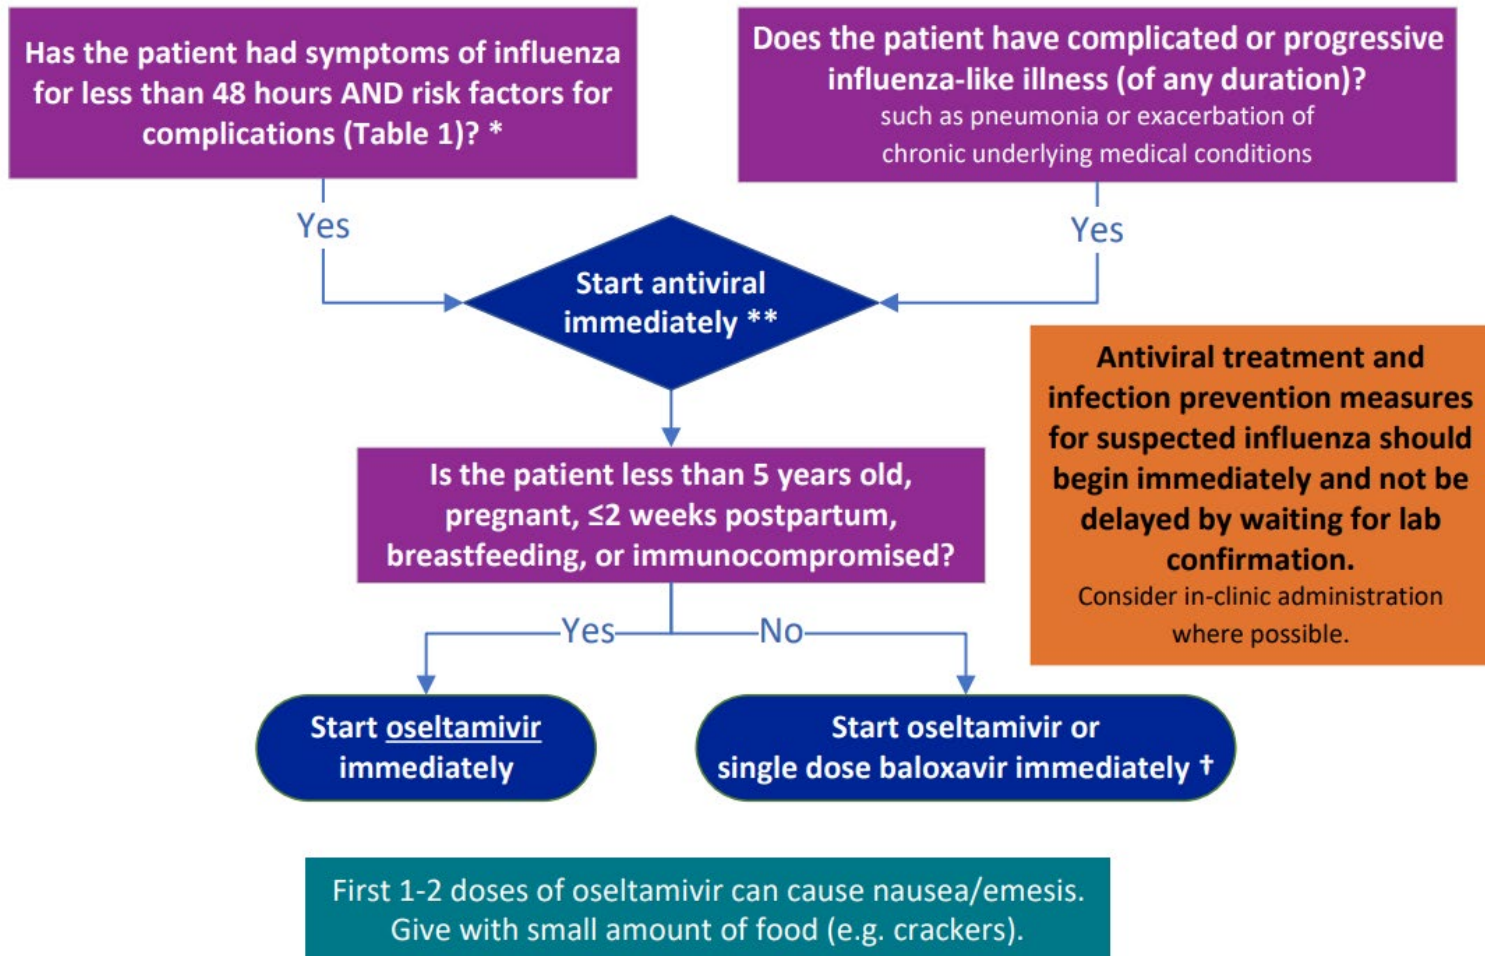 Has the patient had symptoms of influenza
for less than 48 hours AND risk factors for
complications (Table 1)? *
Does the patient have complicated or progressive
influenza-like illness (of any duration)?
such as pneumonia or exacerbation of
chronic underlying medical conditions
Yes
Yes
Start antiviral
immediately **
Antiviral treatment and
infection prevention measures
for suspected influenza should
begin immediately and not be
delayed by waiting for lab
confirmation.
Consider in-clinic administration
where possible.
Is the patient less than 5 years old,
pregnant, ≤2 weeks postpartum,
breastfeeding, or immunocompromised?
Yes
No
Start oseltamivir
immediately
Start oseltamivir or
single dose baloxavir immediately †
First 1-2 doses of oseltamivir can cause nausea/emesis.
Give with small amount of food (e.g. crackers).